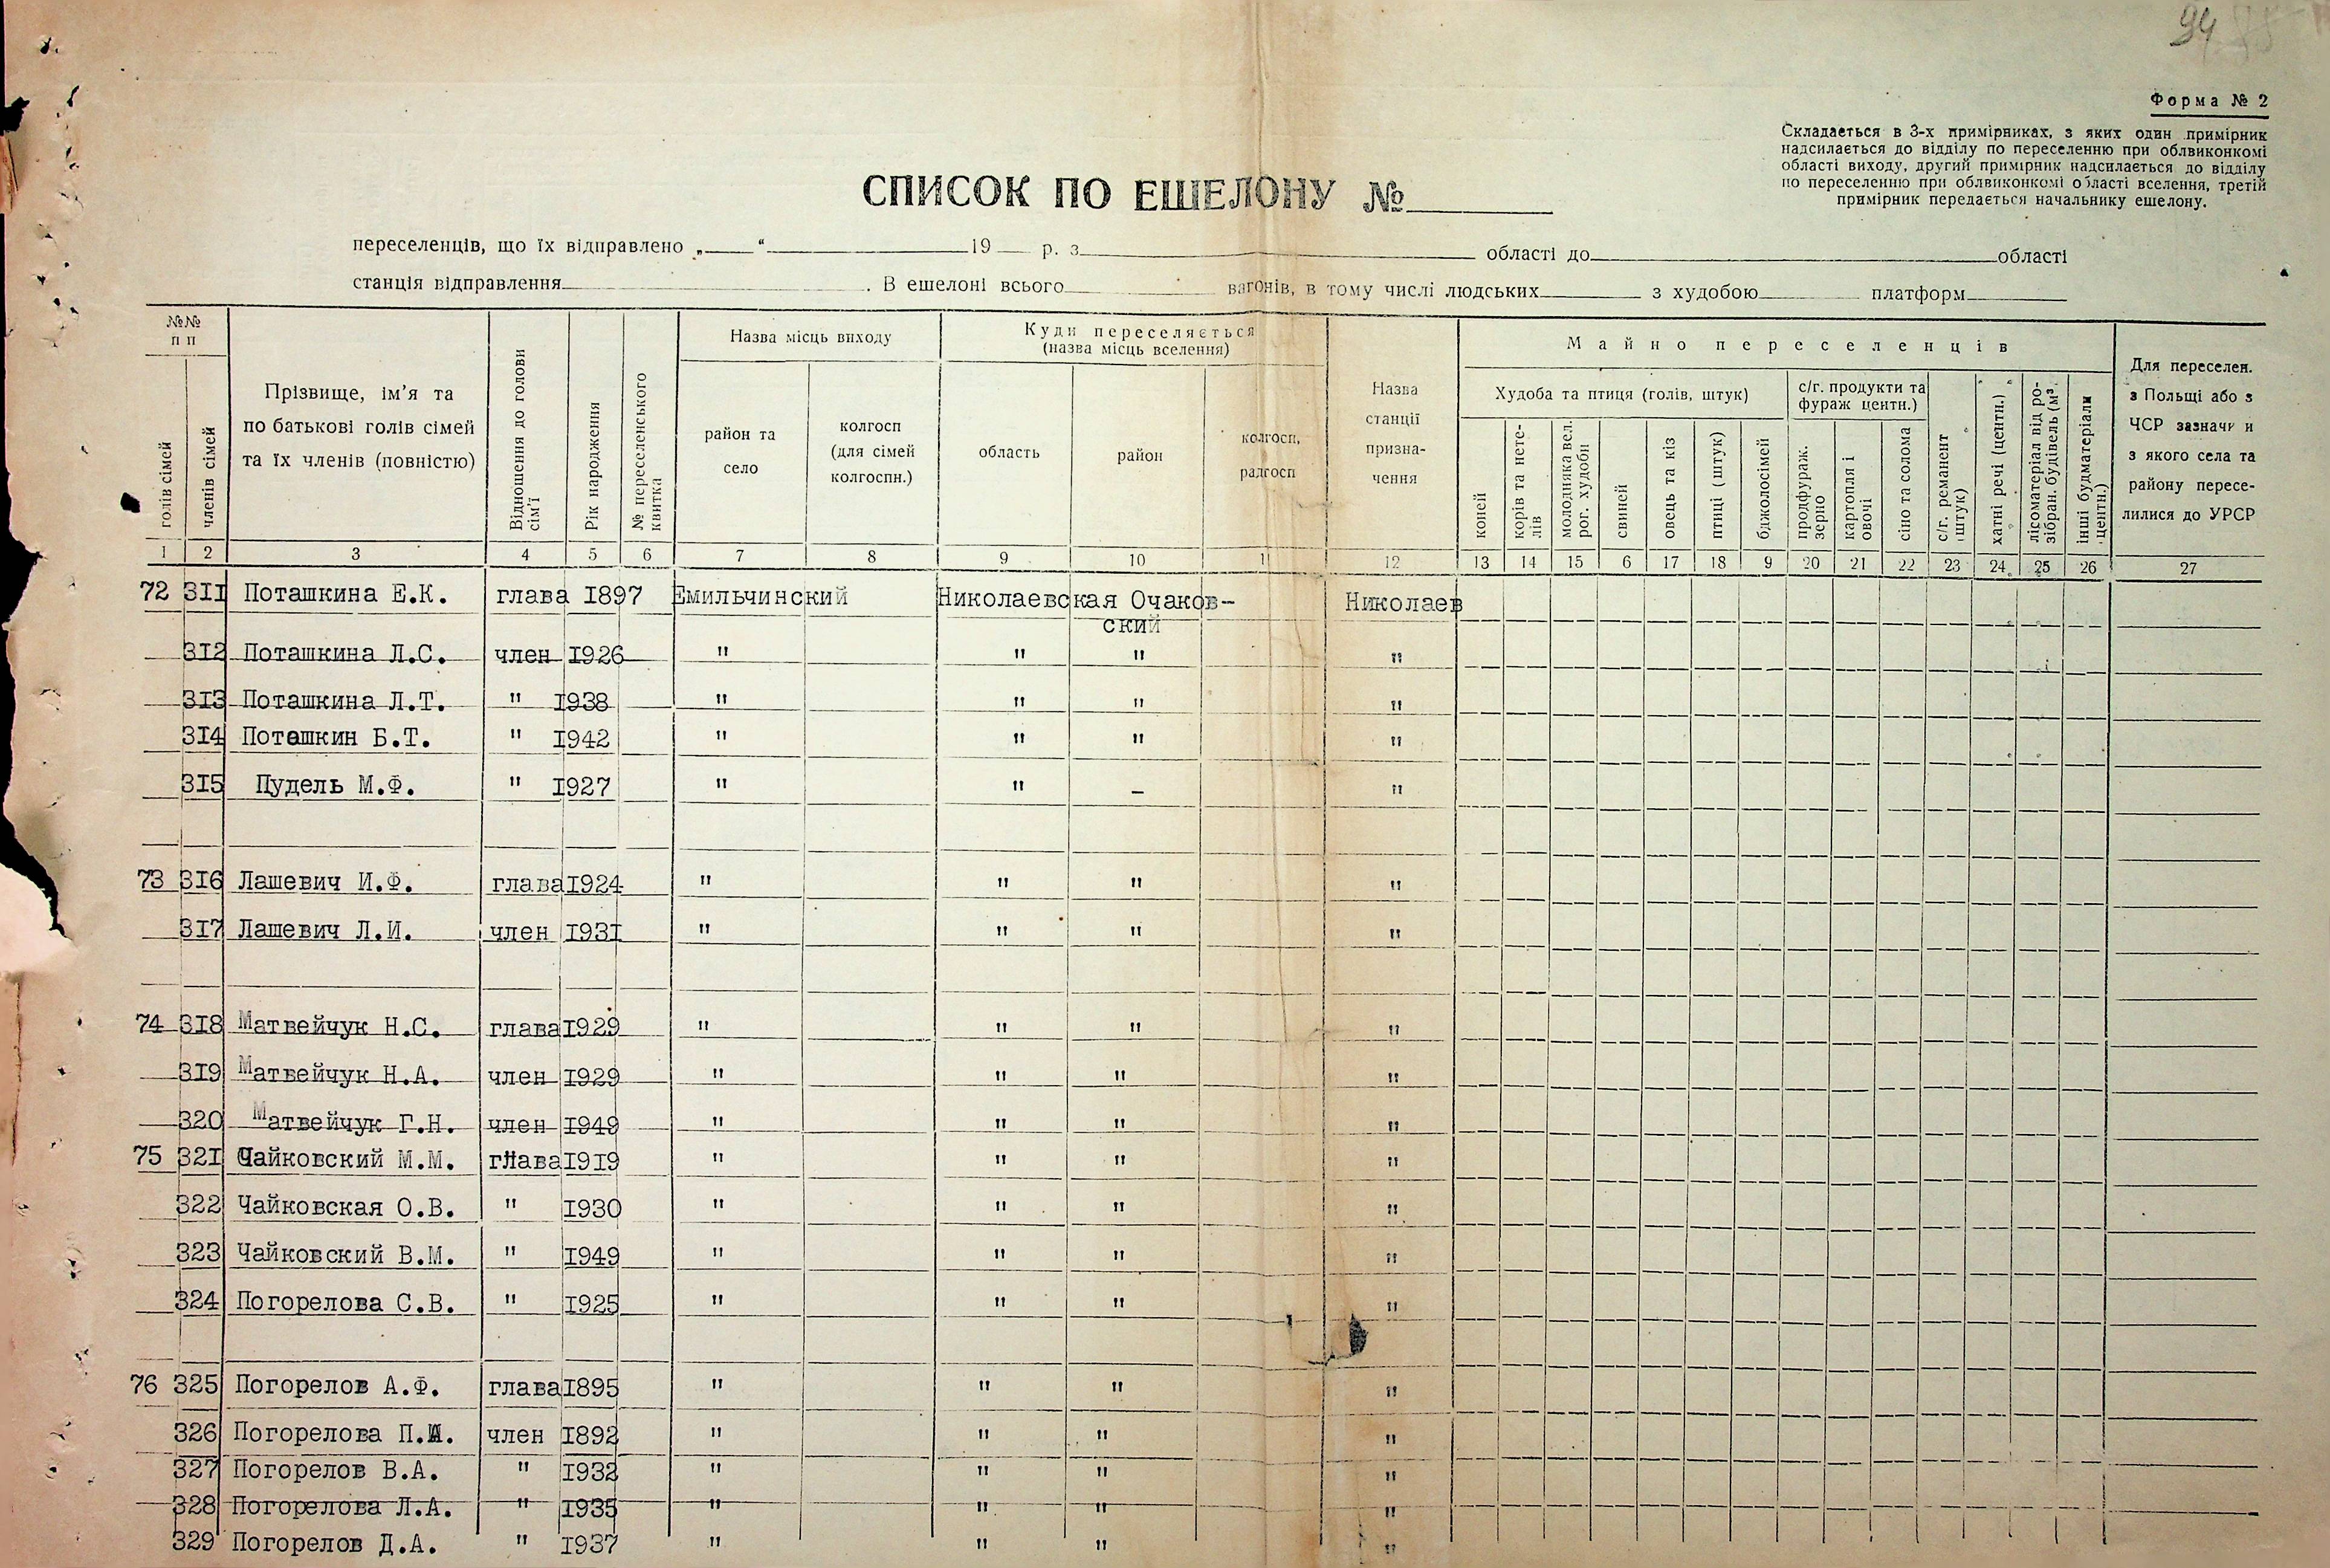 94
Форма № 2
Складається в 3-х примірниках, з яких один примірник
надсилається до відділу по переселенню при облвиконкомі
області виходу, другий примірник надсилається до відділу
по переселенню при облвиконкомі області вселення, третій
примірник передається начальнику ешелону.
СПИСОК ПО ЕШЕЛОНУ №
переселенців, що їх відправлено „ “ 19 р. з області до області
станція відправлення . В ешелоні всього вагонів, в тому числі людських з худобою платформ
№№ п п
голів сімей
членів сімей
Прізвище, ім’я та
по батькові голів сімей
та їх членів (повністю)
Відношення до голови сім’ї
Рік народження
№ переселенського квитка
Назва місць виходу
район та
село
колгосп
(для сімей
колгоспн.)
Куди переселяється
(назва місць вселення)
область
район
колгосп,
радгосп
Назва
станції
призна-
чення
Майно переселенців
Худоба та птиця (голів, штук)
коней
корів та нете-
лів
молодняка вел.
рог. худоби
свиней
овець та кіз
птиці (штук)
бджолосімей
с/г. продукти та
фураж центн.)
продфураж.
зерно
картопля і
овочі
сіно та солома
с/г. реманент
штук)
хатні речі (центн.)
лісоматеріал від ро-
зібран. будівель (м³
інші будматеріали
центн.)
Для переселен.
з Польщі або з
ЧСР зазначи и
з якого села та
району пересе-
лилися до УРСР
1 2 3 4 5 6 7 8 9 10 1 12 13 14 15 6 17 18 9 20 21 22 23 24 25 26 27
72 311 Поташкина Е.К. глава 1897 Емильчинский Николаевская Очаков- Николаев
ский
312 Поташкина Л.С. член 1926 " " " "
313 Поташкина Л.Т. " 1938 " " " "
314 Поташкин Б.Т. " 1942 " " " "
315 Пудель М.Ф. " 1927 " " – "
73 316 Лашевич И.Ф. глава 1924 " " " "
317 Лашевич Л.И. член 1931 " " " "
74 318 Матвейчук Н.С. глава 1929 " " " "
319 Матвейчук Н.А. член 1929 " " " "
320 Матвейчук Г.Н. член 1949 " " " "
75 321 Чайковский М.М. глава 1919 " " " "
322 Чайковская О.В. " 1930 " " " "
323 Чайковский В.М. " 1949 " " " "
324 Погорелова С.В. " 1925 " " " "
76 325 Погорелов А.Ф. глава 1895 " " " "
326 Погорелова П. член 1892 " " " "
327 Погорелов В.А. " 1932 " " " "
328 Погорелова Л.А. " 1935 " " " "
329 Погорелов Д.А. " 1937 " " " "